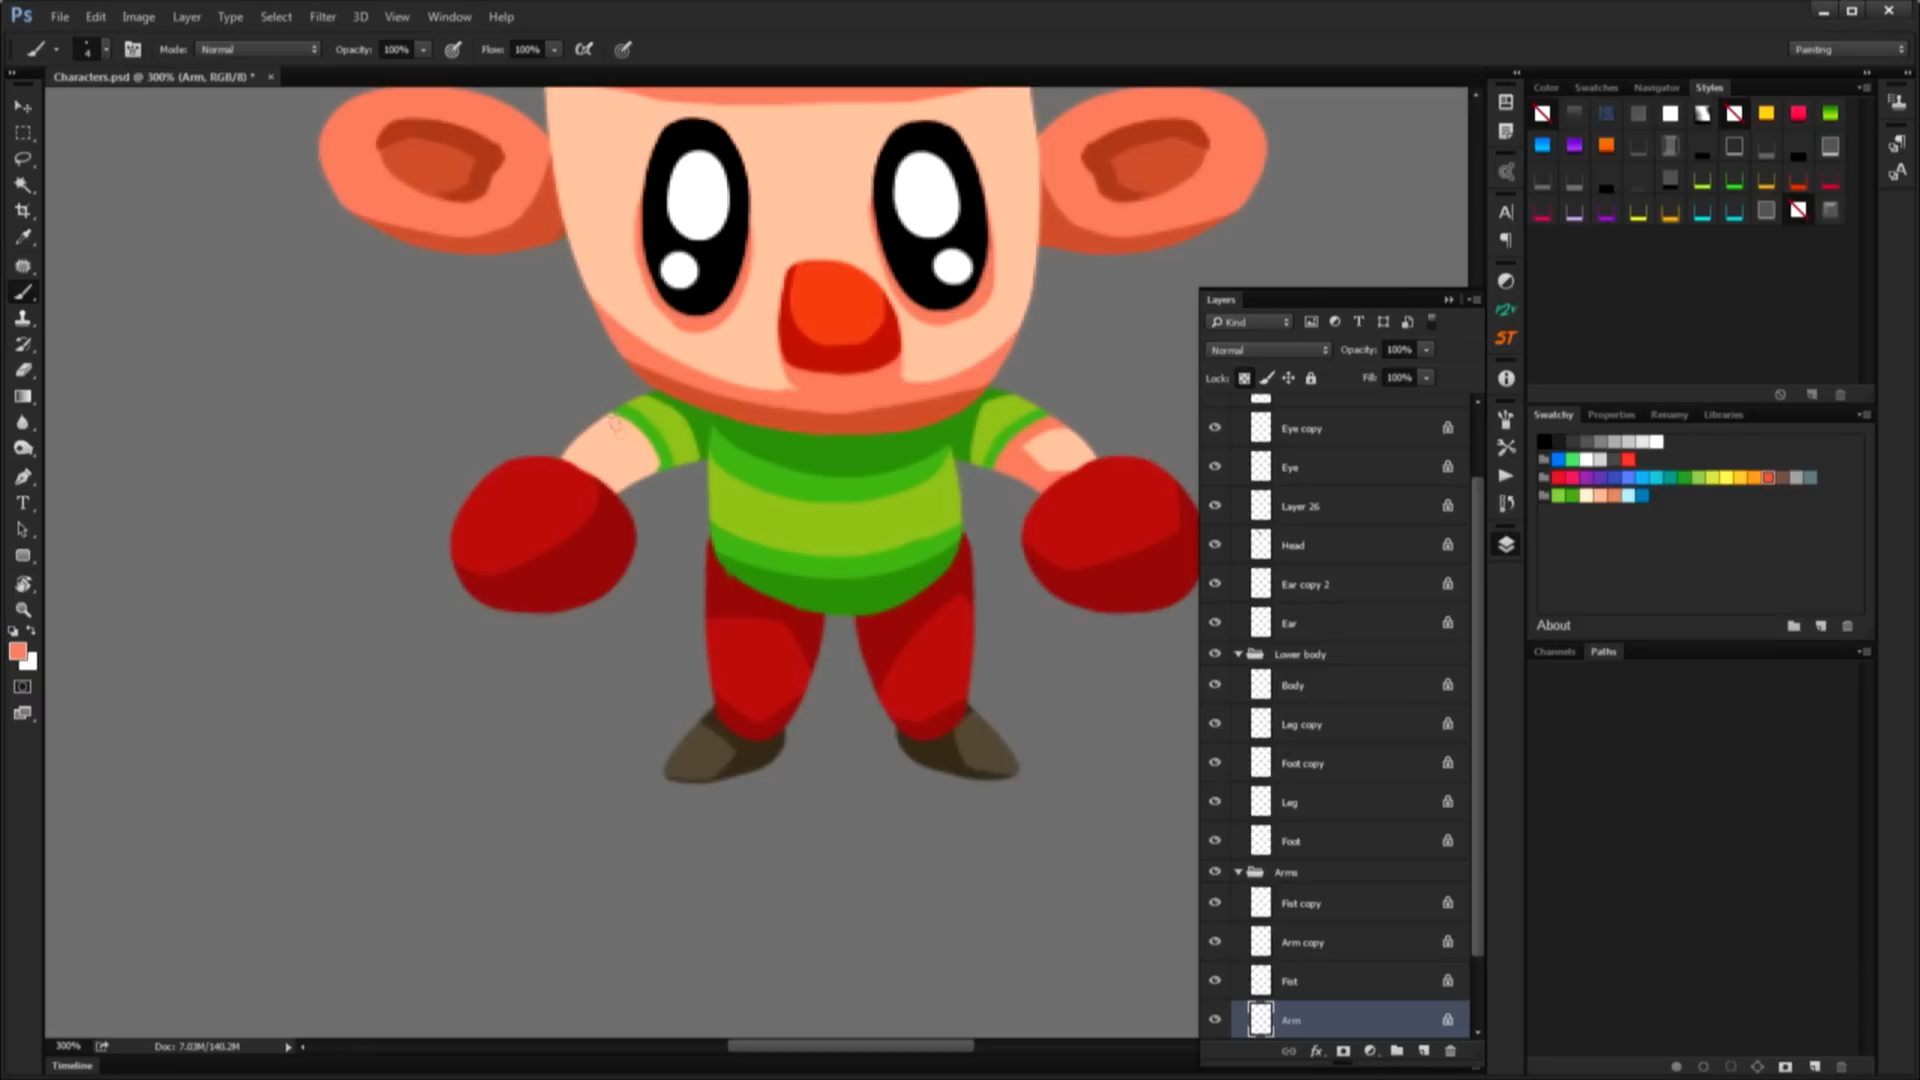 Ps File Edit Image Layer Type Select Filter 3D View Window Help
4 Mode: Normal Opacity: 100% Flow: 100% Painting
Characters.psd @ 300% (Arm, RGB/8) * ×
Color Swatches Navigator Styles
Layers
Kind
Normal Opacity: 100%
Lock: Fill: 100%
Eye copy
Eye
Layer 26
Head
Ear copy 2
Ear
Lower body
Body
Leg copy
Foot copy
Leg
Foot
Arms
Fist copy
Arm copy
Fist
Arm
Swatchy Properties Renamy Libraries
About
Channels Paths
300% Doc: 7.03M/140.2M
Timeline